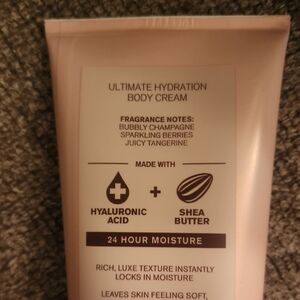 ULTIMATE HYDRATION
BODY CREAM
FRAGRANCE NOTES:
BUBBLY CHAMPAGNE
SPARKLING BERRIES
JUICY TANGERINE
MADE WITH
+
HYALURONIC
ACID
SHEA
BUTTER
24 HOUR MOISTURE
RICH, LUXE TEXTURE INSTANTLY
LOCKS IN MOISTURE
LEAVES SKIN FEELING SOFT,